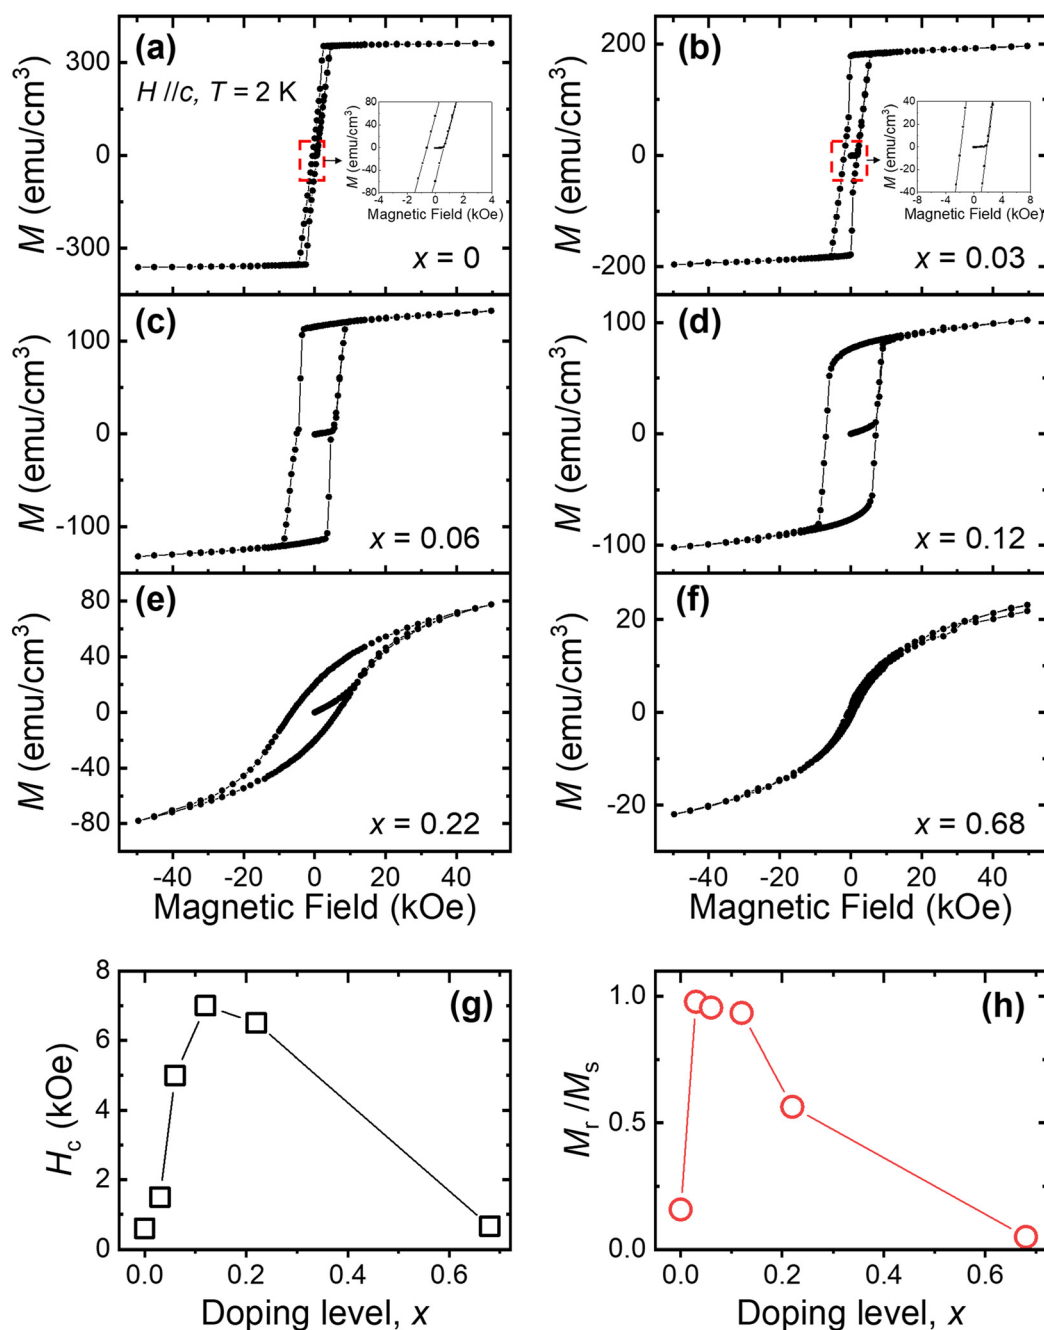 (a)
H //c, T = 2 K
M (emu/cm³)
300
0
-300
x = 0
M (emu/cm³)
80
40
0
-40
-80
-4 -2 0 2 4
Magnetic Field (kOe)
(b)
M (emu/cm³)
200
0
-200
x = 0.03
M (emu/cm³)
40
20
0
-20
-40
-8 -4 0 4 8
Magnetic Field (kOe)
(c)
M (emu/cm³)
100
0
-100
x = 0.06
(d)
M (emu/cm³)
100
0
-100
x = 0.12
(e)
M (emu/cm³)
80
40
0
-40
-80
x = 0.22
-40 -20 0 20 40
Magnetic Field (kOe)
(f)
M (emu/cm³)
20
0
-20
x = 0.68
-40 -20 0 20 40
Magnetic Field (kOe)
(g)
Hc (kOe)
8
6
4
2
0
0.0 0.2 0.4 0.6
Doping level, x
(h)
Mr /Ms
1.0
0.5
0.0
0.0 0.2 0.4 0.6
Doping level, x